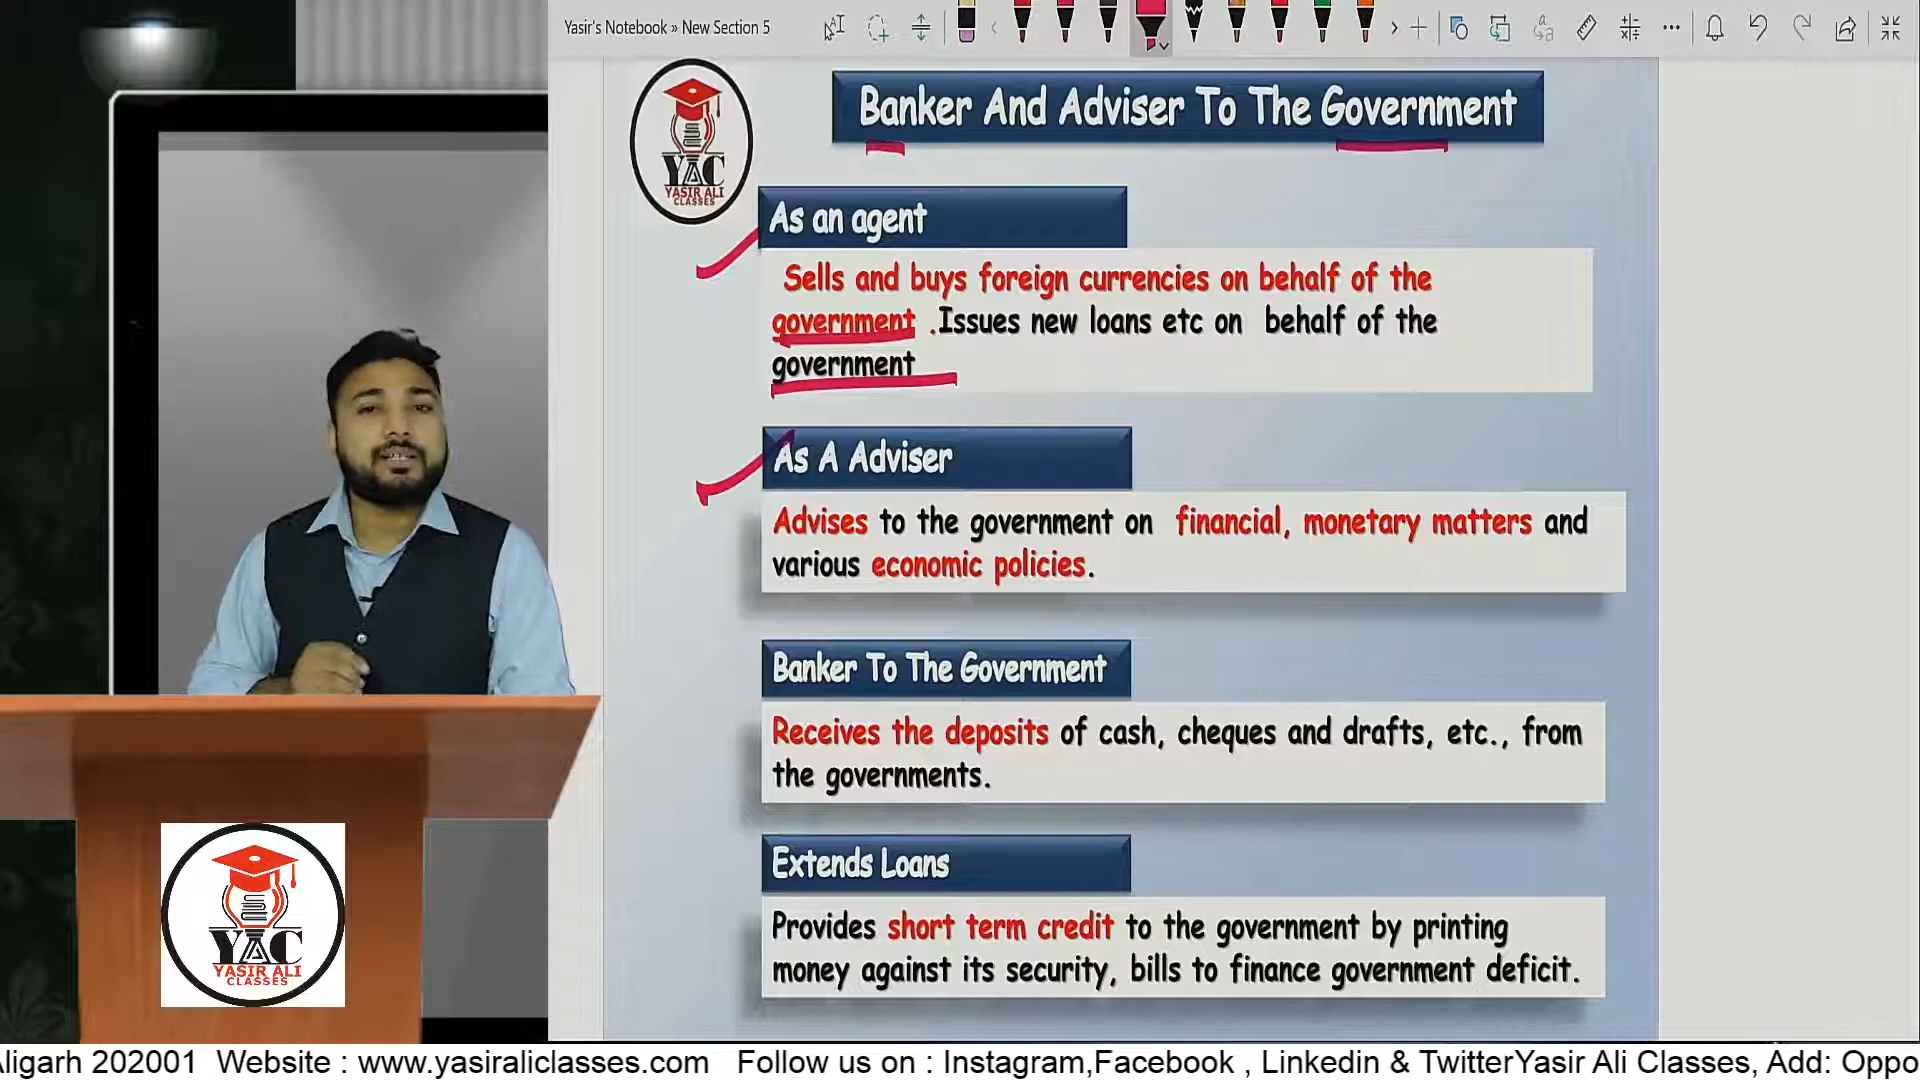 Yasir's Notebook » New Section 5
Banker And Adviser To The Government
YAC
YASIR ALI
CLASSES
As an agent
Sells and buys foreign currencies on behalf of the
government .Issues new loans etc on behalf of the
government
As A Adviser
Advises to the government on financial, monetary matters and
various economic policies.
Banker To The Government
Receives the deposits of cash, cheques and drafts, etc., from
the governments.
Extends Loans
Provides short term credit to the government by printing
money against its security, bills to finance government deficit.
YAC
YASIR ALI
CLASSES
ligarh 202001 Website : www.yasiraliclasses.com Follow us on : Instagram,Facebook , Linkedin & TwitterYasir Ali Classes, Add: Oppo